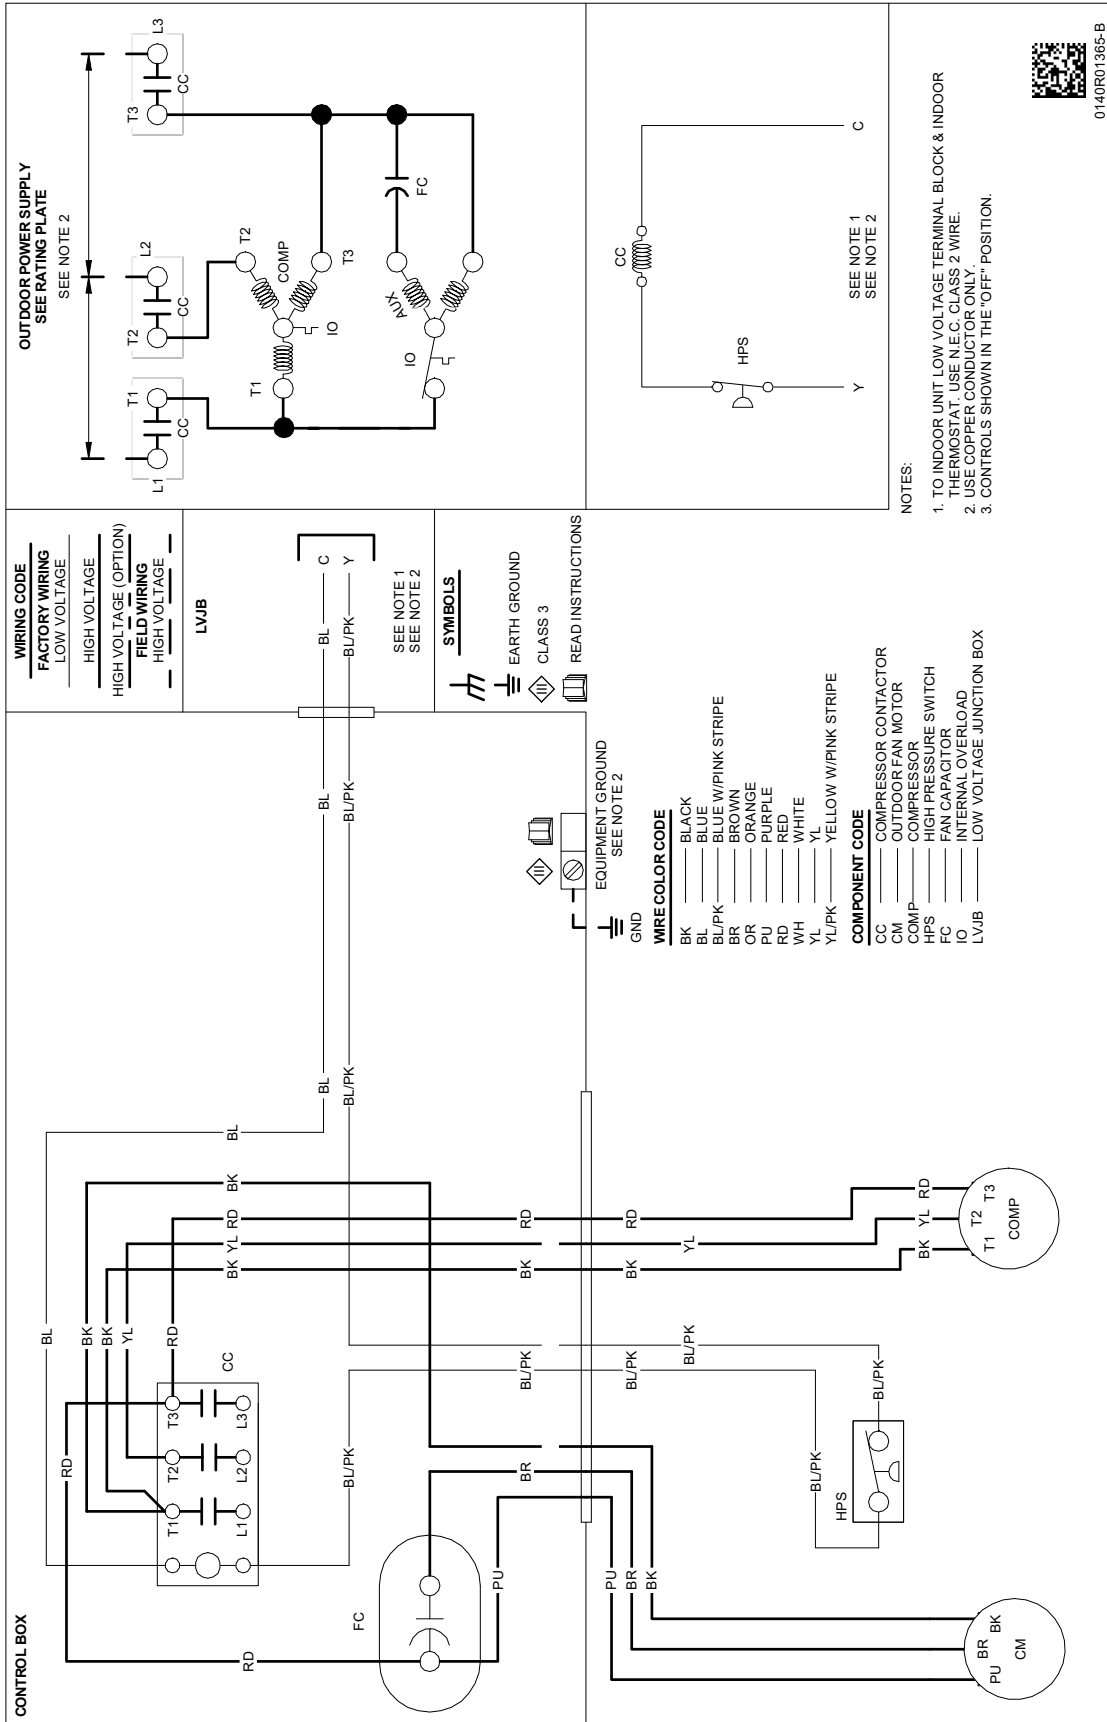 CONTROL BOX
BL
BL
RD
BK
BK
BK
YL
RD
CC
T1
T2
T3
L1
L2
L3
RD
BK
YL
RD
BL/PK
BL
BL
BL/PK
BL/PK
FC
PU
BR
BL/PK
BK
RD
PU
BR
BK
BL/PK
BK
RD
BL/PK
YL
HPS
BL/PK
BL/PK
BK
YL
RD
T1
T2
T3
COMP
PU
BR
BK
CM
EQUIPMENT GROUND
SEE NOTE 2
GND
WIRING CODE
FACTORY WIRING
LOW VOLTAGE
HIGH VOLTAGE
HIGH VOLTAGE (OPTION)
FIELD WIRING
HIGH VOLTAGE
LVJB
BL
C
BL/PK
Y
SEE NOTE 1
SEE NOTE 2
SYMBOLS
EARTH GROUND
CLASS 3
READ INSTRUCTIONS
OUTDOOR POWER SUPPLY
SEE RATING PLATE
SEE NOTE 2
L1
T1
CC
T2
L2
CC
T3
L3
CC
T2
COMP
T1
IO
T3
AUX
FC
IO
CC
HPS
Y
C
SEE NOTE 1
SEE NOTE 2
WIRE COLOR CODE
BK BLACK
BL BLUE
BL/PK BLUE W/PINK STRIPE
BR BROWN
OR ORANGE
PU PURPLE
RD RED
WH WHITE
YL YL
YL/PK YELLOW W/PINK STRIPE
COMPONENT CODE
CC COMPRESSOR CONTACTOR
CM OUTDOOR FAN MOTOR
COMP COMPRESSOR
HPS HIGH PRESSURE SWITCH
FC FAN CAPACITOR
IO INTERNAL OVERLOAD
LVJB LOW VOLTAGE JUNCTION BOX
NOTES:
1. TO INDOOR UNIT LOW VOLTAGE TERMINAL BLOCK & INDOOR
THERMOSTAT. USE N.E.C. CLASS 2 WIRE.
2. USE COPPER CONDUCTOR ONLY.
3. CONTROLS SHOWN IN THE "OFF" POSITION.
0140R01365-B